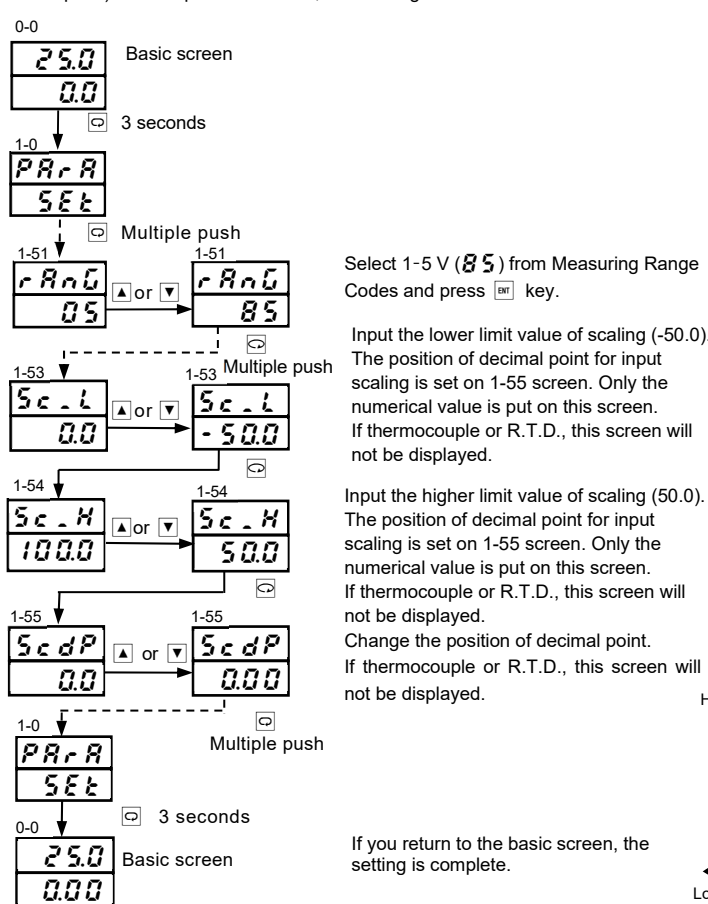 0-0
25.0
Basic screen
0.0
3 seconds
1-0
PArA
SEt
Multiple push
1-51
1-51
rAnG
or
rAnG
05
85
Select 1-5 V (85) from Measuring Range
Codes and press ENT key.
Multiple push
Input the lower limit value of scaling (-50.0).
The position of decimal point for input
scaling is set on 1-55 screen. Only the
numerical value is put on this screen.
If thermocouple or R.T.D., this screen will
not be displayed.
1-53
1-53
Sc_L
or
Sc_L
0.0
-50.0
1-54
1-54
Sc_H
or
Sc_H
100.0
50.0
Input the higher limit value of scaling (50.0).
The position of decimal point for input
scaling is set on 1-55 screen. Only the
numerical value is put on this screen.
If thermocouple or R.T.D., this screen will
not be displayed.
1-55
1-55
ScdP
or
ScdP
0.0
0.00
Change the position of decimal point.
If thermocouple or R.T.D., this screen will
not be displayed.
H
Multiple push
1-0
PArA
SEt
3 seconds
0-0
25.0
Basic screen
0.00
If you return to the basic screen, the
setting is complete.
Lo